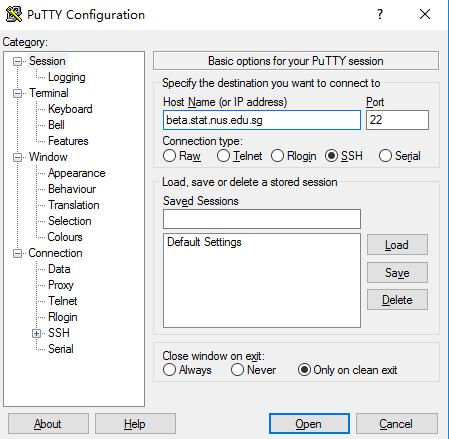 PuTTY Configuration
?
Category:
Session
Logging
Terminal
Keyboard
Bell
Features
Window
Appearance
Behaviour
Translation
Selection
Colours
Connection
Data
Proxy
Telnet
Rlogin
SSH
Serial
Basic options for your PuTTY session
Specify the destination you want to connect to
Host Name (or IP address) Port
beta.stat.nus.edu.sg 22
Connection type:
Raw Telnet Rlogin SSH Serial
Load, save or delete a stored session
Saved Sessions
Default Settings
Load
Save
Delete
Close window on exit:
Always Never Only on clean exit
About Help Open Cancel